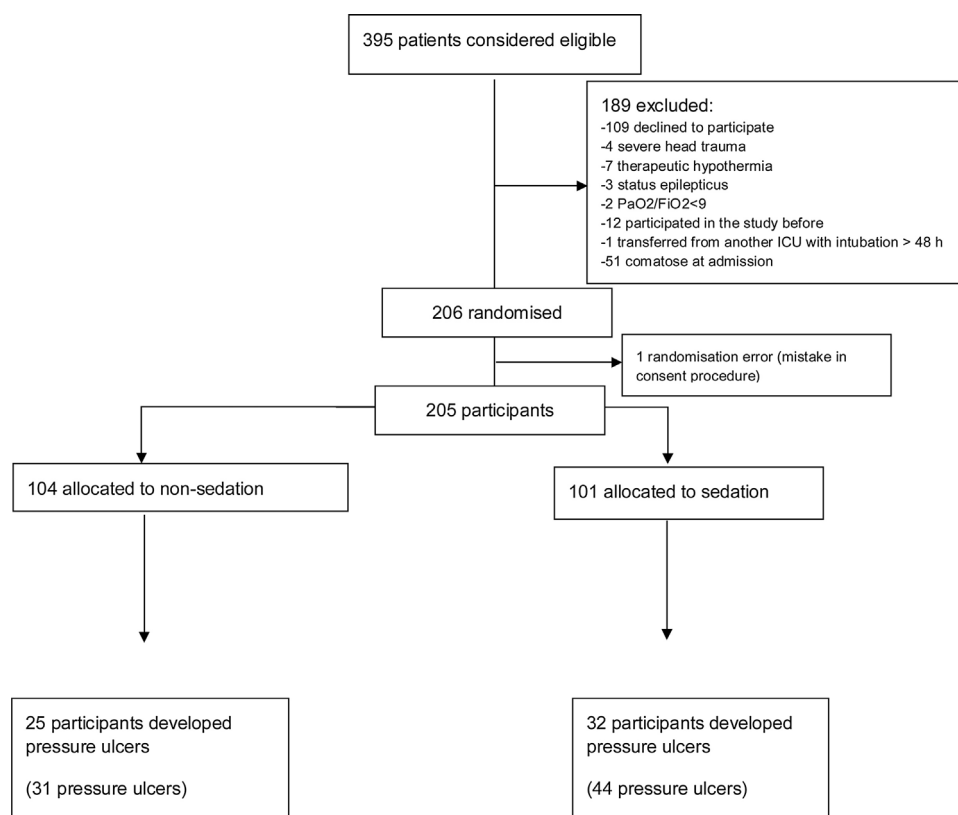 395 patients considered eligible
189 excluded:
-109 declined to participate
-4 severe head trauma
-7 therapeutic hypothermia
-3 status epilepticus
-2 PaO2/FiO2<9
-12 participated in the study before
-1 transferred from another ICU with intubation > 48 h
-51 comatose at admission
206 randomised
1 randomisation error (mistake in
consent procedure)
205 participants
104 allocated to non-sedation
101 allocated to sedation
25 participants developed
pressure ulcers
(31 pressure ulcers)
32 participants developed
pressure ulcers
(44 pressure ulcers)